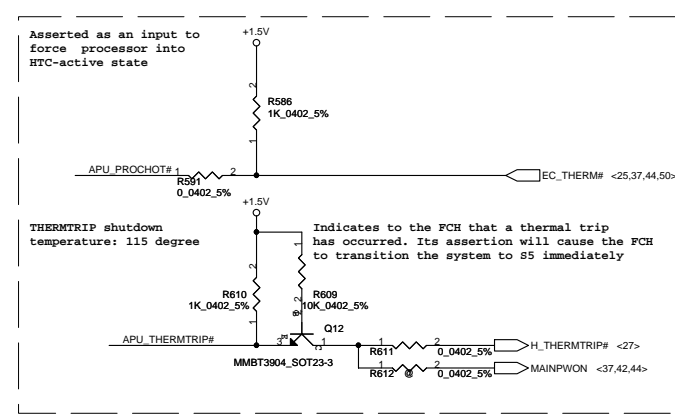 Asserted as an input to
force processor into
HTC-active state
+1.5V
2
R586
1K_0402_5%
1
APU_PROCHOT# 1 2
R591
0_0402_5%
EC_THERM# <25,37,44,50>
+1.5V
THERMTRIP shutdown
temperature: 115 degree
Indicates to the FCH that a thermal trip
has occurred. Its assertion will cause the FCH
to transition the system to S5 immediately
2 1
R610 R609
1K_0402_5% 10K_0402_5%
1 2
B
Q12
APU_THERMTRIP# 3 E C 1
MMBT3904_SOT23-3
1 2 H_THERMTRIP# <27>
R611 0_0402_5%
1 2 MAINPWON <37,42,44>
R612 @ 0_0402_5%